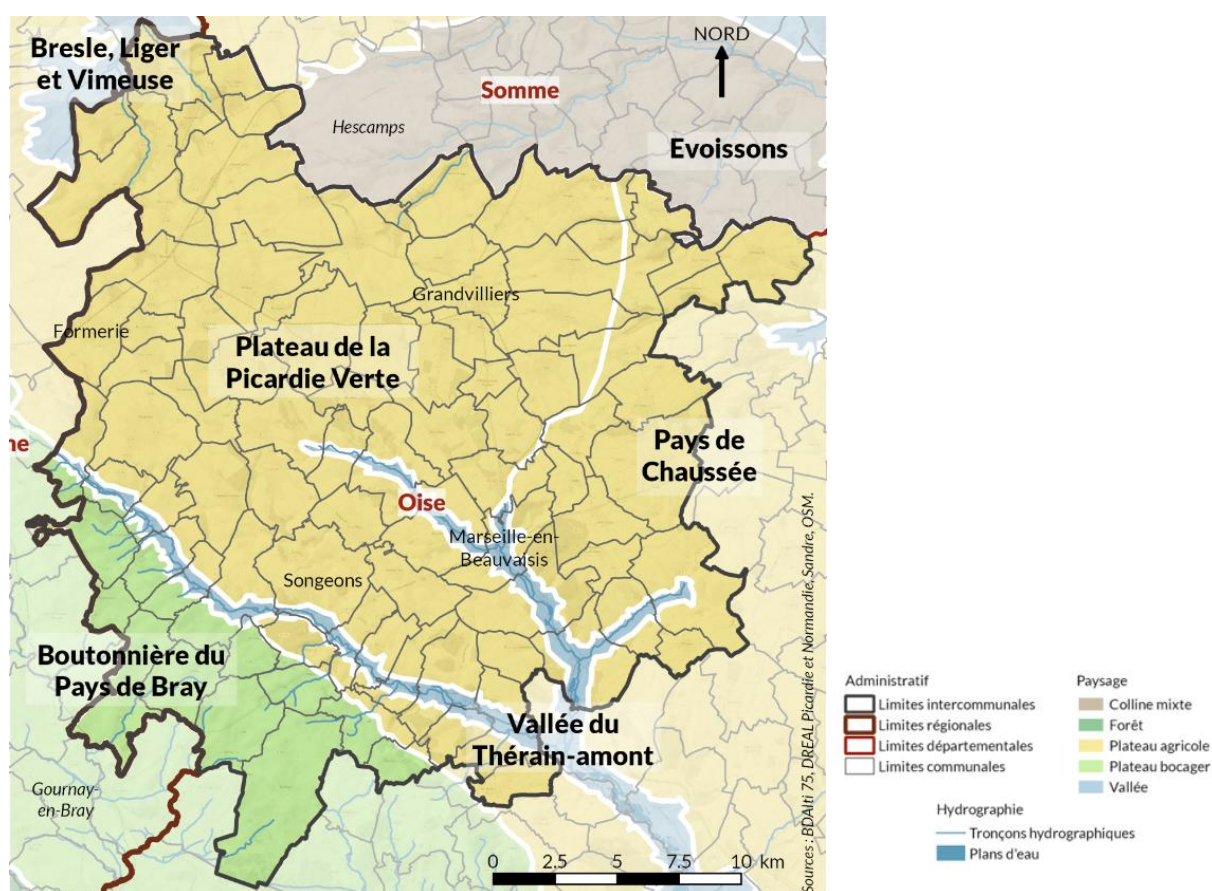 Bresle, Liger
et Vimeuse
NORD
Somme
Hescamps
Evoissons
Grandvilliers
Formerie
Plateau de la
Picardie Verte
Pays de
Chaussée
ne
Oise
Marseille-en-
Beauvaisis
Songeons
Boutonnière du
Pays de Bray
Vallée du
Thérain-amont
Gournay-
en-Bray
0 2.5 5 7.5 10 km
Sources : BDAlti 75, DREAL Picardie et Normandie, Sandre, OSM.
Administratif
Limites intercommunales
Limites régionales
Limites départementales
Limites communales
Paysage
Colline mixte
Forêt
Plateau agricole
Plateau bocager
Vallée
Hydrographie
Tronçons hydrographiques
Plans d'eau